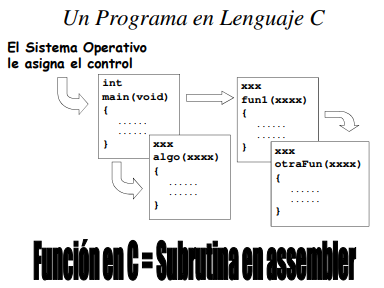 Un Programa en Lenguaje C
El Sistema Operativo
le asigna el control
int
main(void)
{
......
......
}
xxx
algo(xxxx)
{
......
......
}
xxx
fun1(xxxx)
{
......
......
}
xxx
otraFun(xxxx)
{
......
......
}
Función en C = Subrutina en assembler